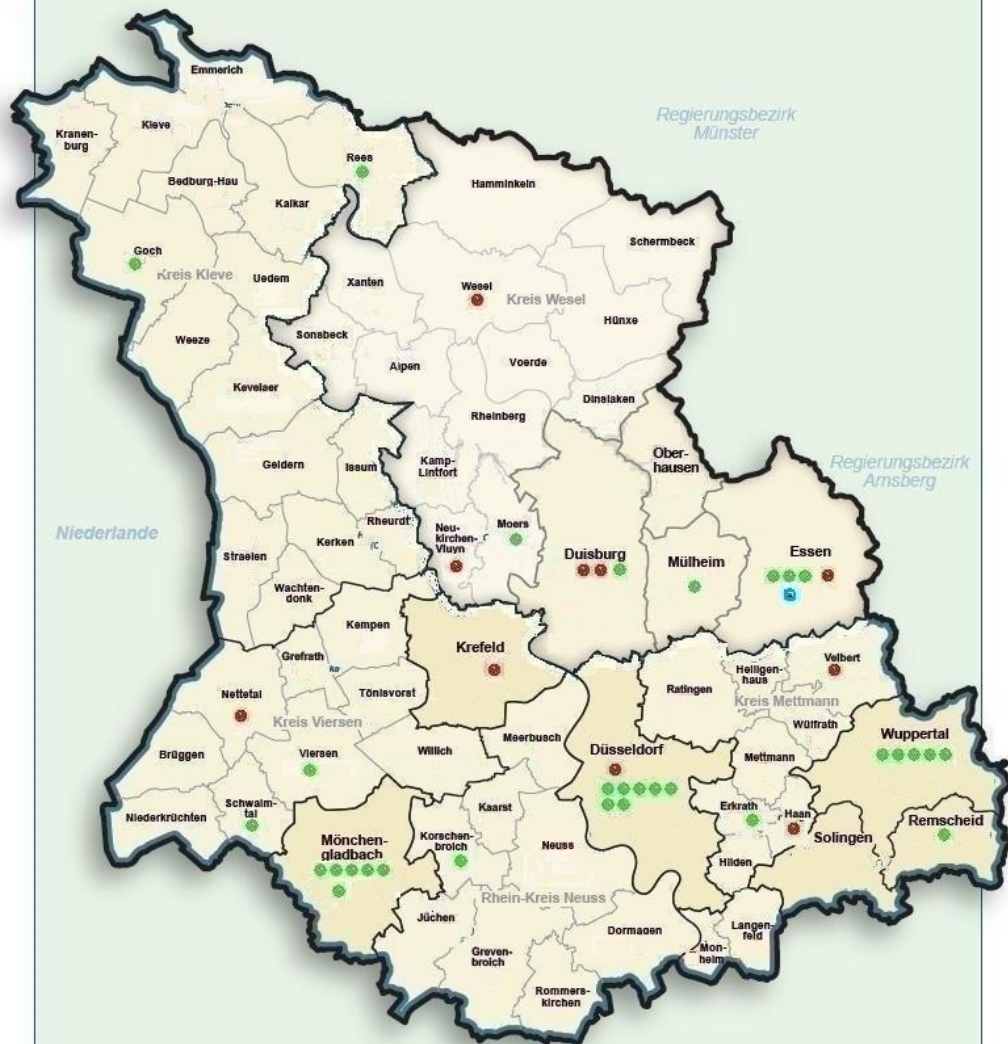 Emmerich
Regierungsbezirk
Münster
Kranen-
burg
Kleve
Rees
Bedburg-Hau
Hamminkeln
Kalkar
Schermbeck
Goch
Kreis Kleve
Uedem
Xanten
Wesel
Kreis Wesel
Hünxe
Weeze
Sonsbeck
Alpen
Voerde
Kevelaer
Dinslaken
Rheinberg
Geldern
Issum
Kamp-
Lintfort
Ober-
hausen
Regierungsbezirk
Arnsberg
Niederlande
Straelen
Kerken
Rheurdt
Neu-
kirchen-
Vluyn
Moers
Duisburg
Mülheim
Essen
Wachten-
donk
Kempen
Krefeld
Grefrath
Nettetal
Tönisvorst
Kreis Viersen
Ratingen
Heiligen-
haus
Velbert
Kreis Mettmann
Wülfrath
Brüggen
Viersen
Willich
Meerbusch
Düsseldorf
Mettmann
Wuppertal
Niederkrüchten
Schwalm-
tal
Kaarst
Erkrath
Haan
Remscheid
Mönchen-
gladbach
Korschen-
broich
Neuss
Solingen
Hilden
Rhein-Kreis Neuss
Jüchen
Dormagen
Langen-
feld
Mon-
heim
Greven-
broich
Rommers-
kirchen